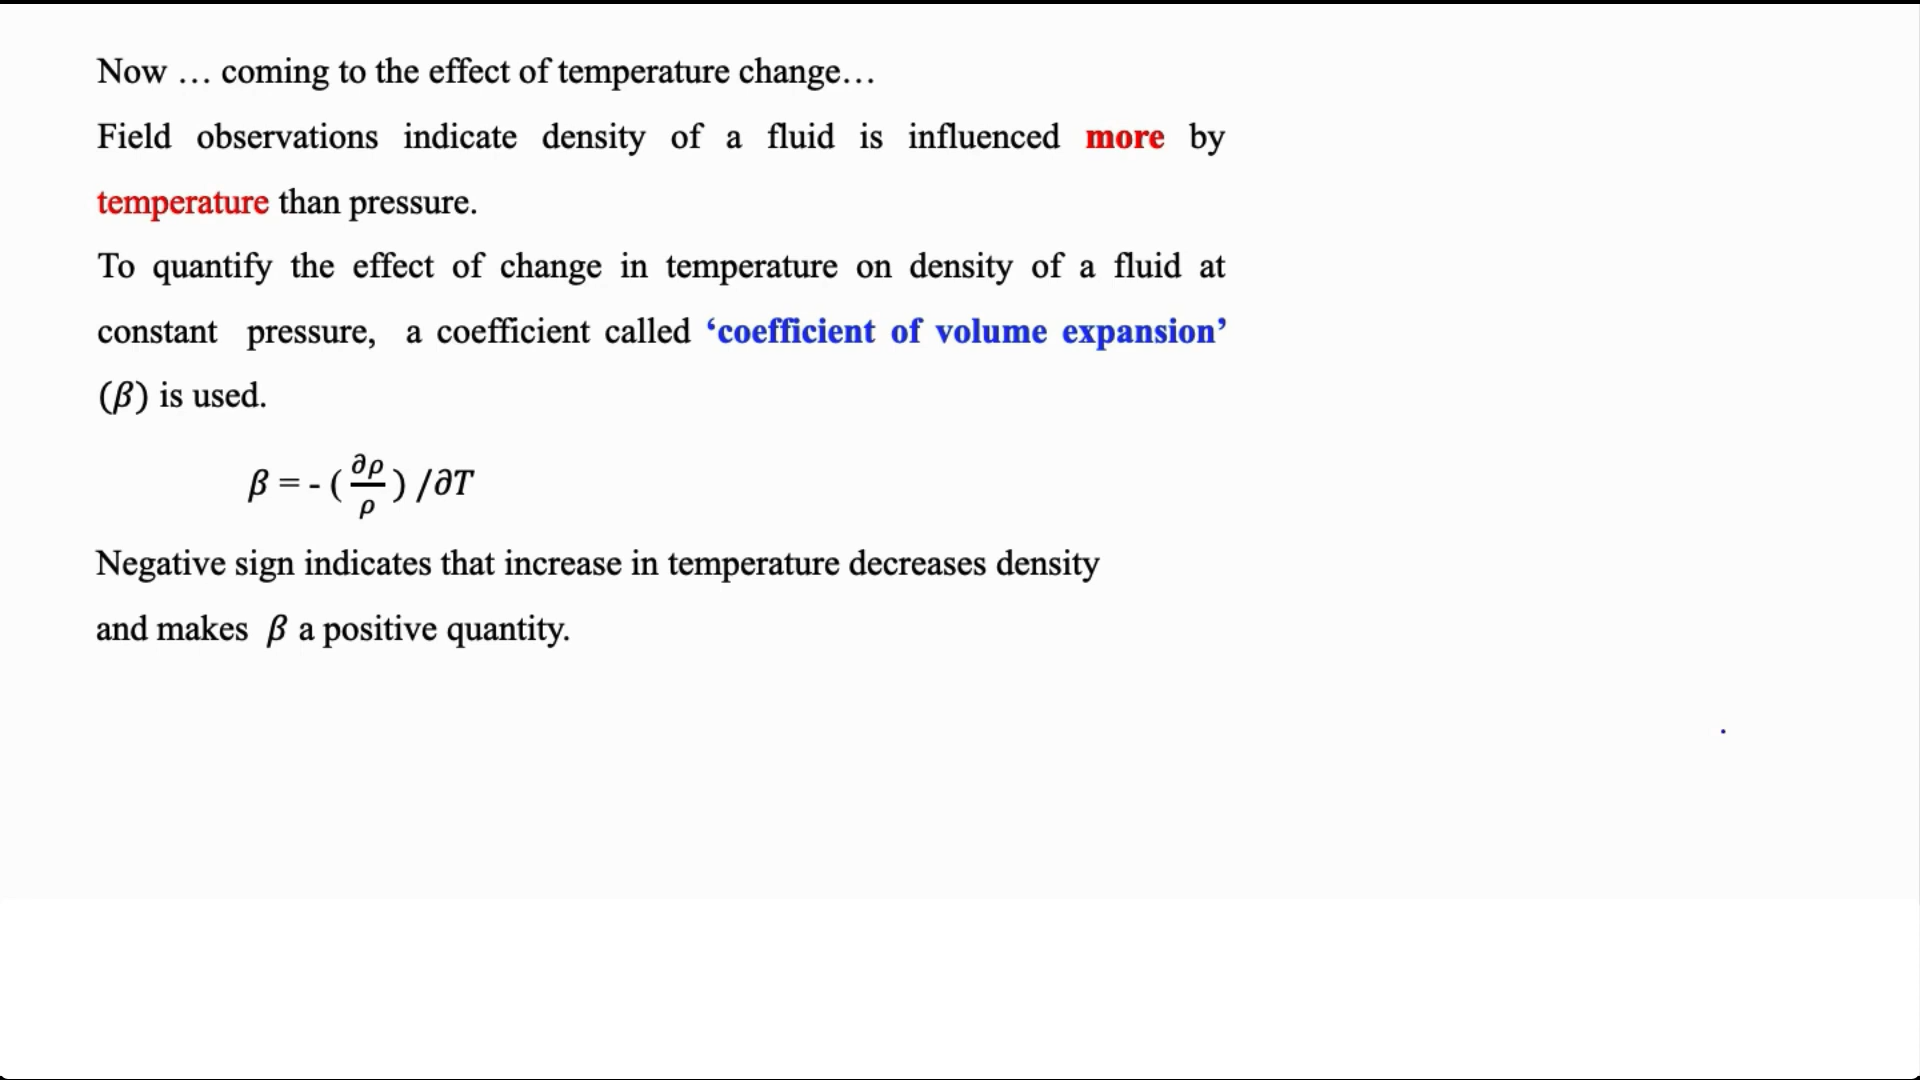 Now … coming to the effect of temperature change…
Field observations indicate density of a fluid is influenced more by
temperature than pressure.
To quantify the effect of change in temperature on density of a fluid at
constant pressure, a coefficient called ‘coefficient of volume expansion’
(β) is used.
β = - (∂ρ/ρ) /∂T
Negative sign indicates that increase in temperature decreases density
and makes β a positive quantity.